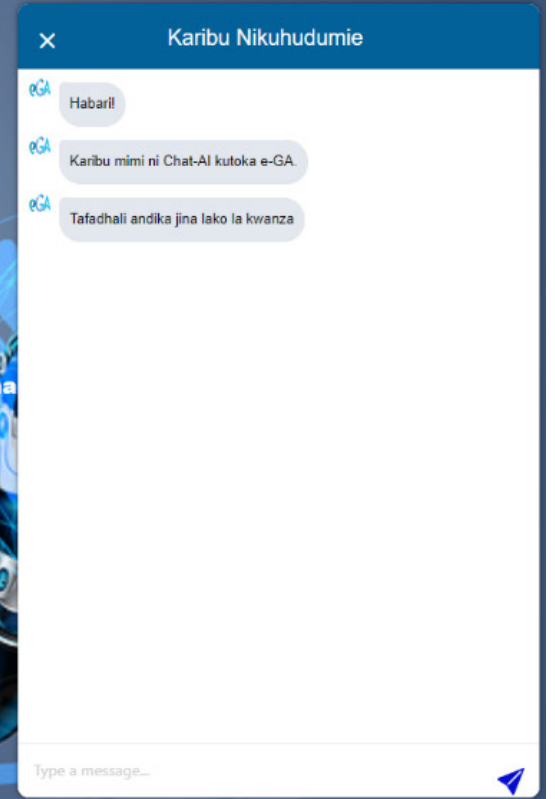 Karibu Nikuhudumie
eGA
Habari!
eGA
Karibu mimi ni Chat-AI kutoka e-GA.
eGA
Tafadhali andika jina lako la kwanza
a
Type a message...